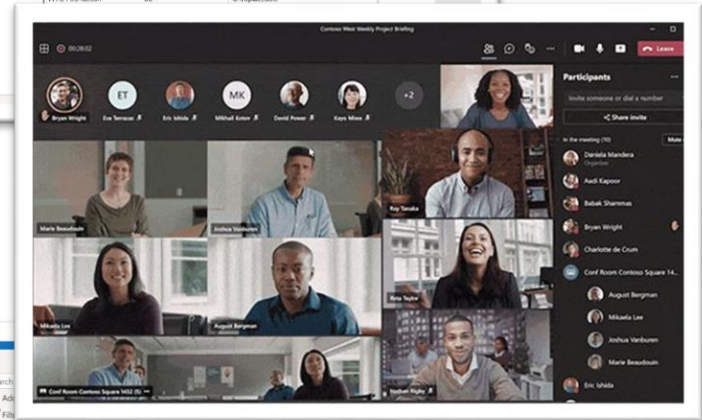 Contoso West Weekly Project Briefing
00:28:02
Leave
Participants
Invite someone or dial a number
Share invite
In the meeting (10)
Mute
Daniela Mandera
Organiser
Aadi Kapoor
Babak Shammas
Bryan Wright
Charlotte de Crum
Conf Room Contoso Square 14...
August Bergman
Mikaela Lee
Joshua Vanburen
Marie Beaudouin
Eric Ishida
ET
MK
+2
Bryan Wright
Eva Terrazas
Eric Ishida
Mikhail Kotov
David Power
Kayo Miwa
Marie Beaudouin
Joshua Vanburen
Ray Tanaka
Mikaela Lee
August Bergman
Reta Taylor
Conf Room Contoso Square 1452 (5)
Nathan Rigby